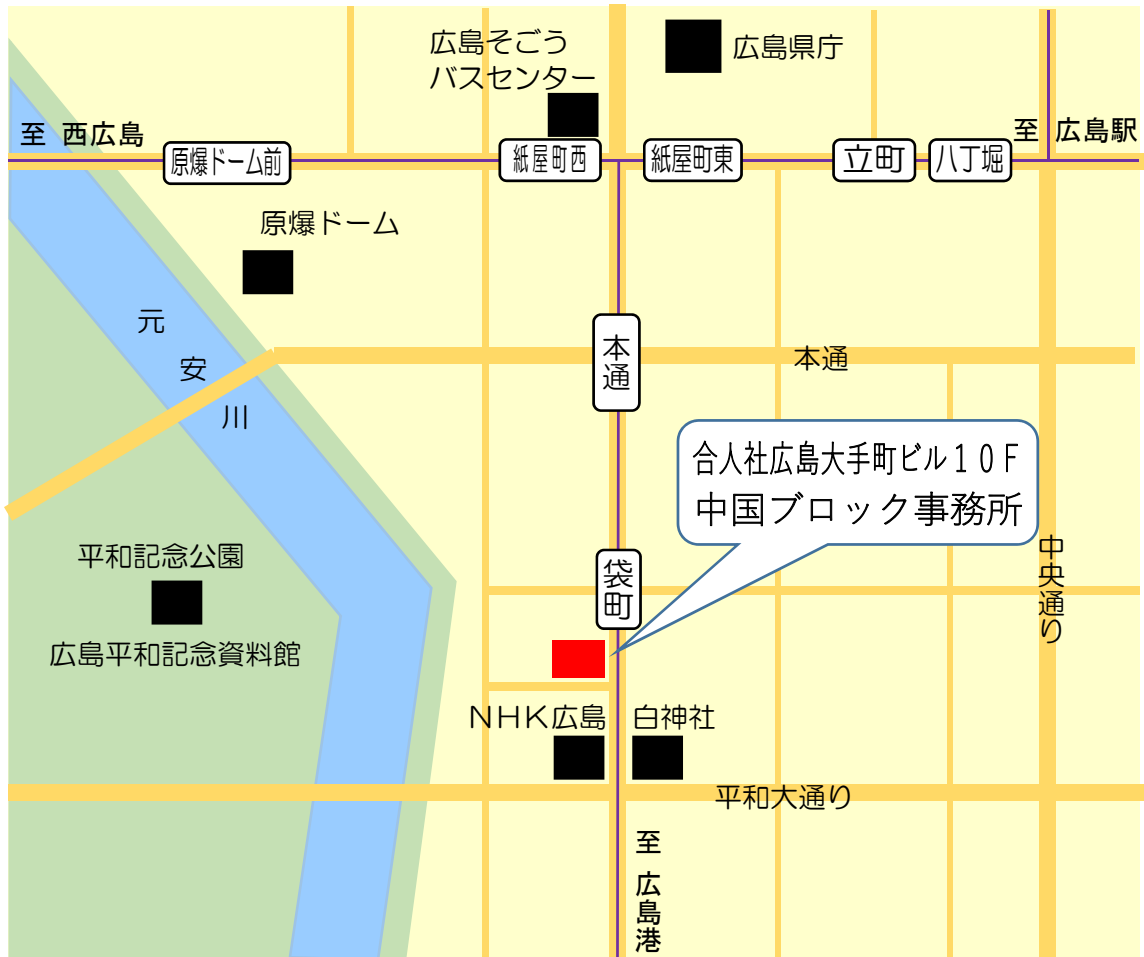 広島そごう
バスセンター
広島県庁
至 西広島
至 広島駅
原爆ドーム前
紙屋町西
紙屋町東
立町
八丁堀
原爆ドーム
元安川
本通
本通
合人社広島大手町ビル１０Ｆ
中国ブロック事務所
中央通り
平和記念公園
袋町
広島平和記念資料館
ＮＨＫ広島
白神社
平和大通り
至 広島港